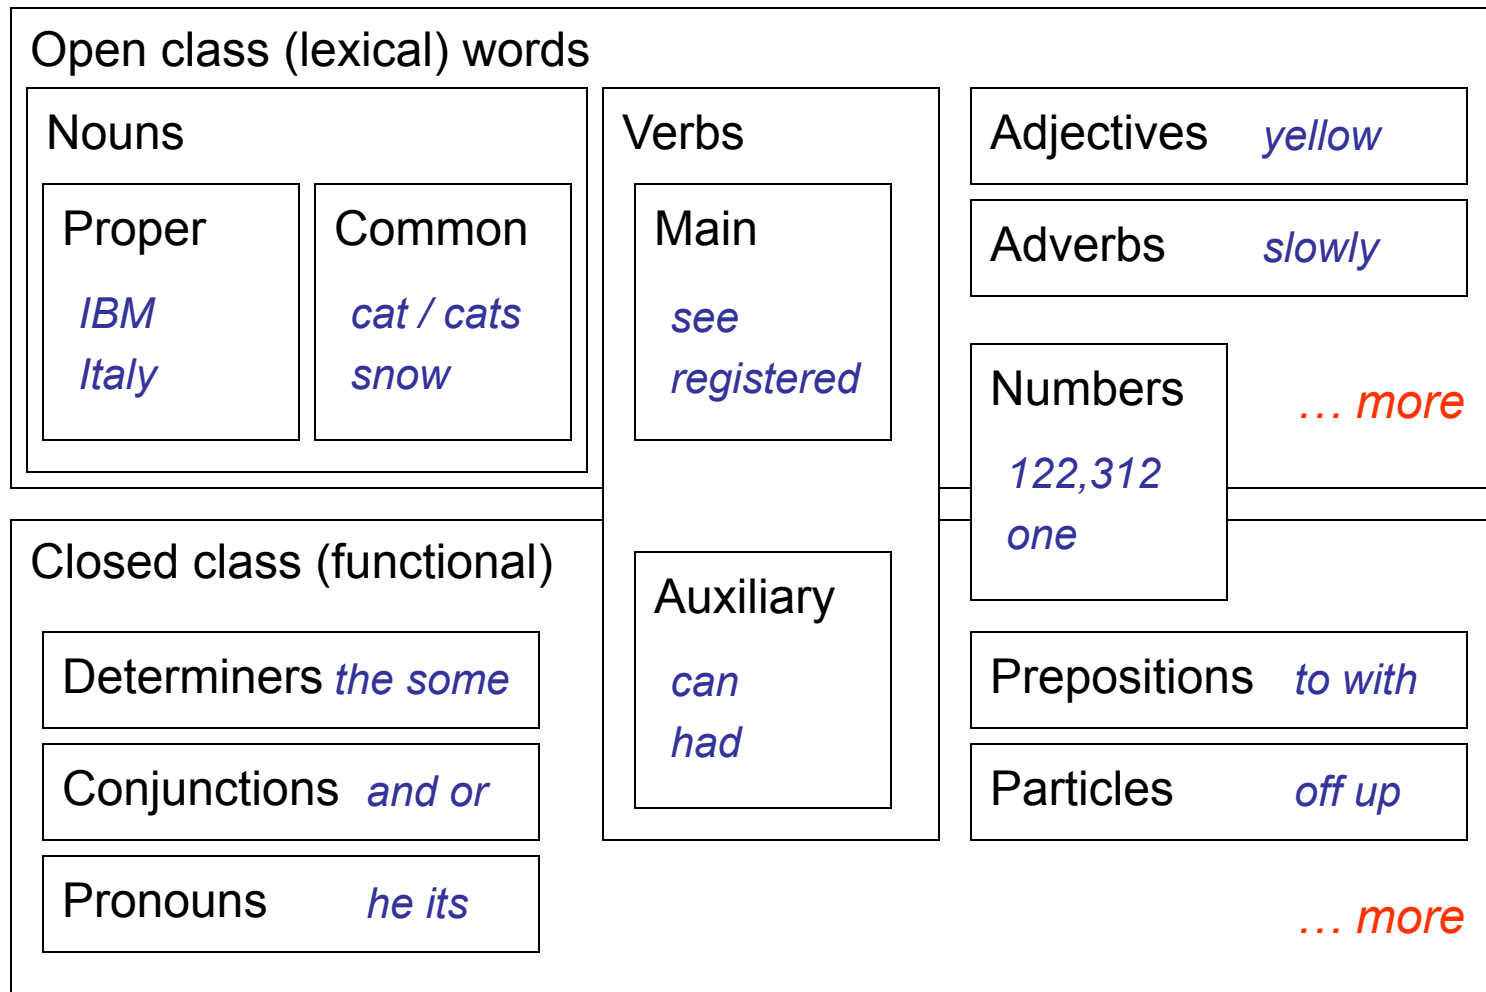 Open class (lexical) words
Nouns
Proper
IBM
Italy
Common
cat / cats
snow
Verbs
Main
see
registered
Adjectives yellow
Adverbs slowly
Numbers
122,312
one
… more
Closed class (functional)
Determiners the some
Conjunctions and or
Pronouns he its
Auxiliary
can
had
Prepositions to with
Particles off up
… more